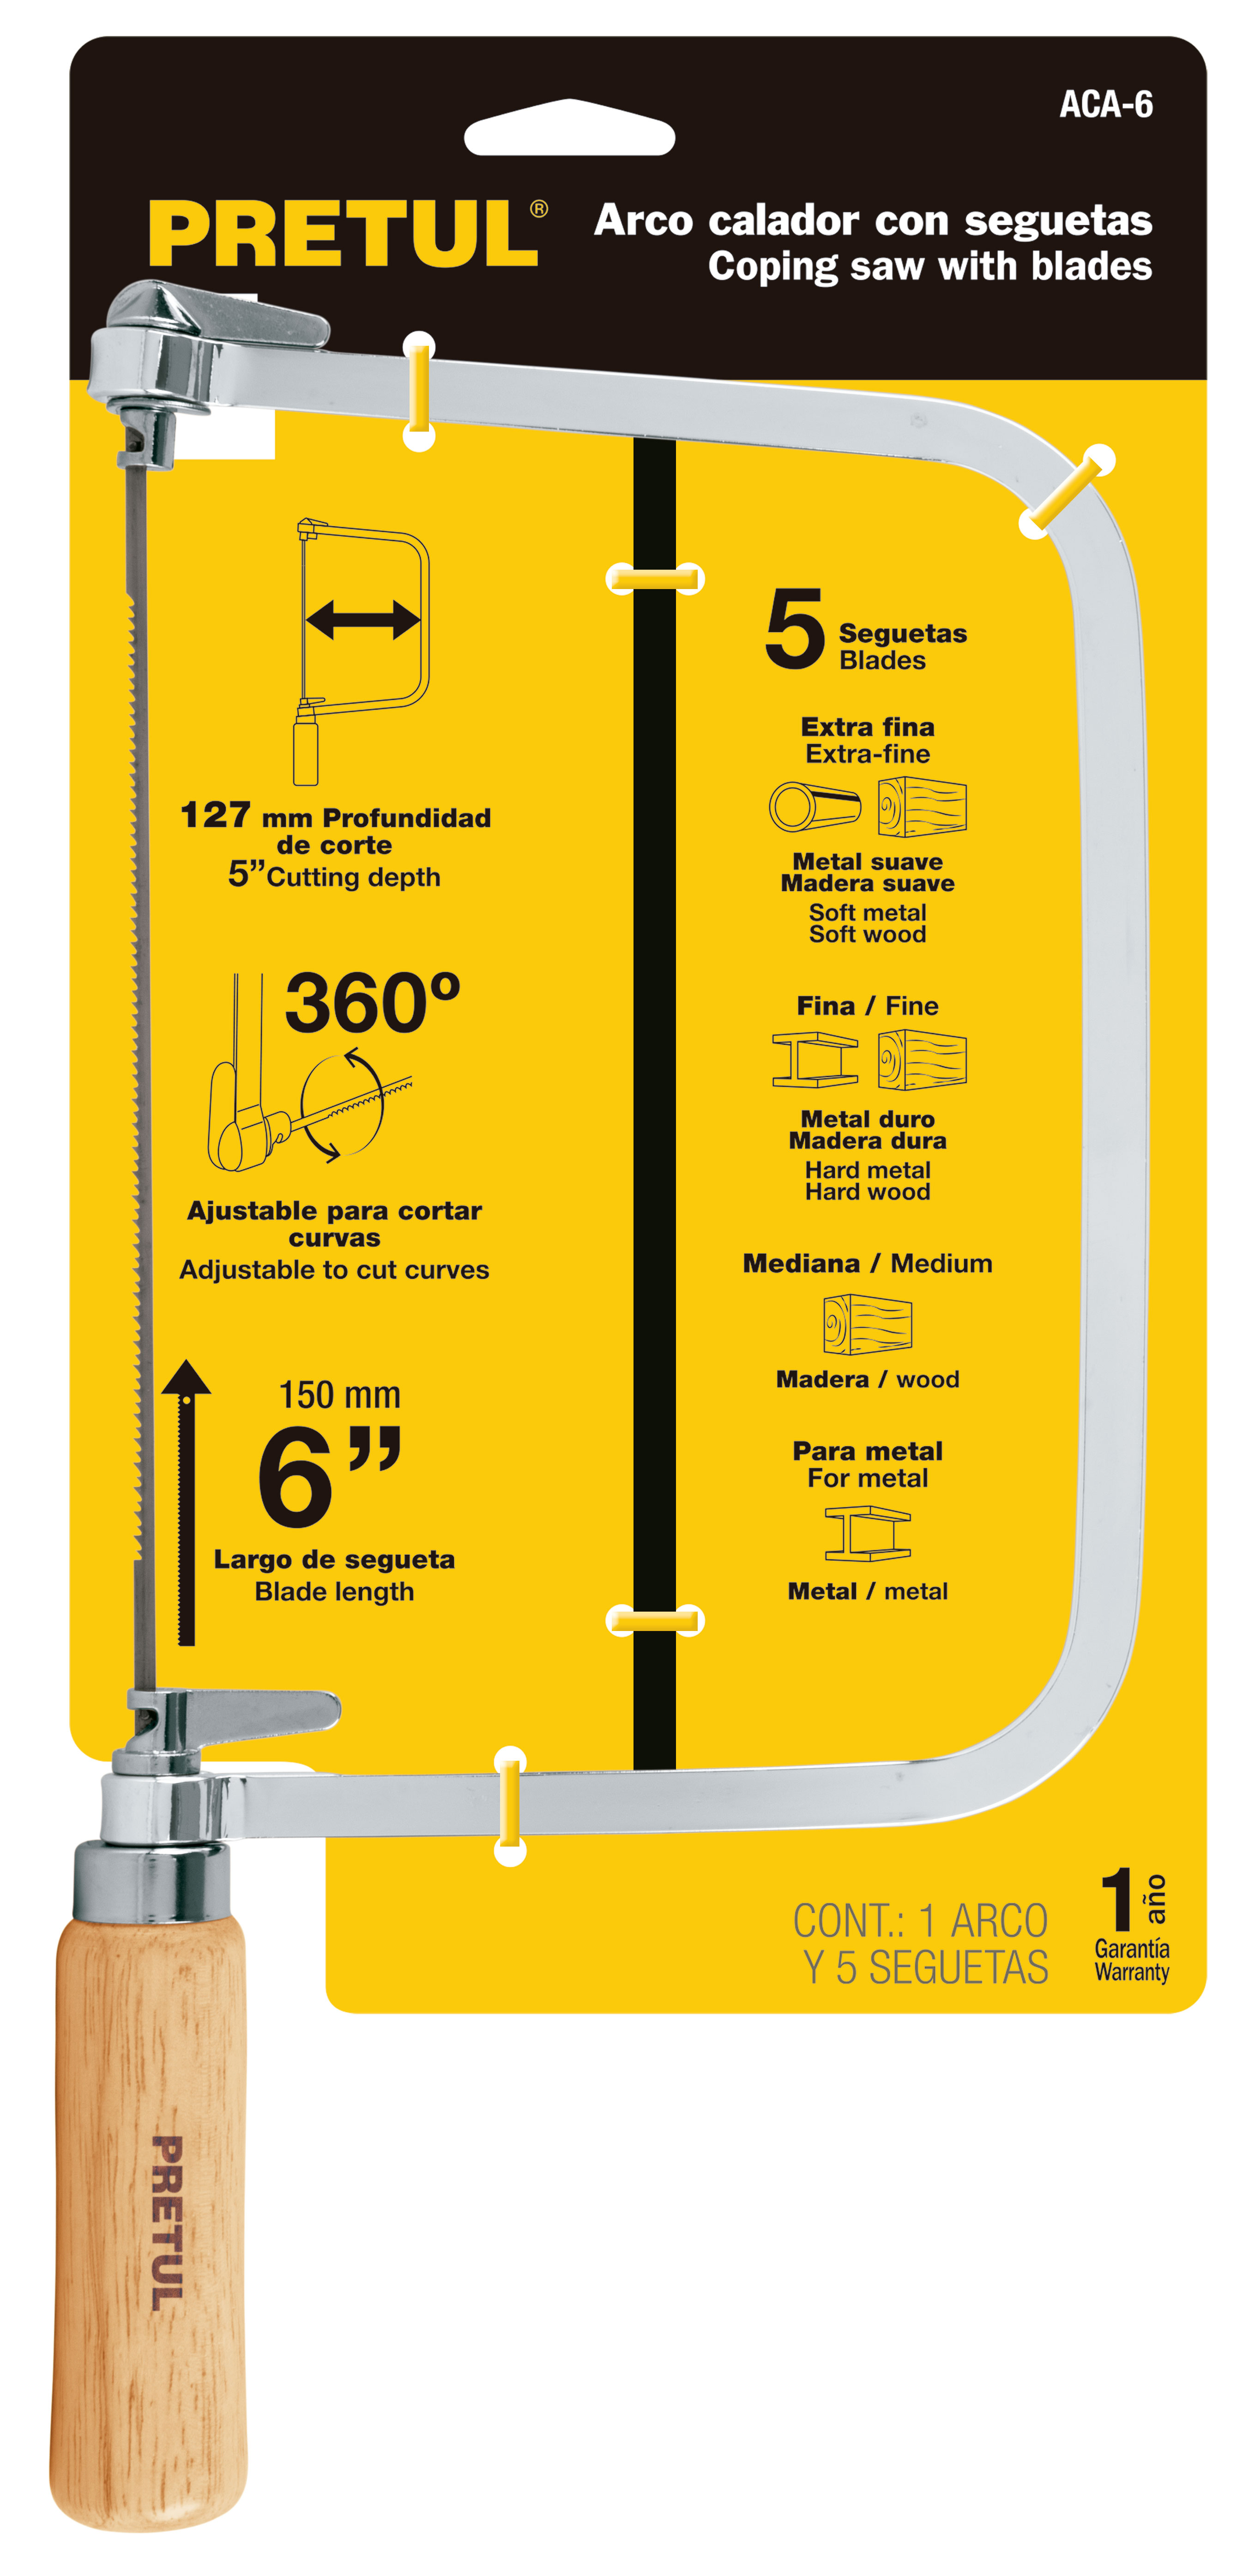 ACA-6
PRETUL®
Arco calador con seguetas
Coping saw with blades
127 mm Profundidad
de corte
5” Cutting depth
360º
Ajustable para cortar
curvas
Adjustable to cut curves
150 mm
6”
Largo de segueta
Blade length
5 Seguetas
Blades
Extra fina
Extra-fine
Metal suave
Madera suave
Soft metal
Soft wood
Fina / Fine
Metal duro
Madera dura
Hard metal
Hard wood
Mediana / Medium
Madera / wood
Para metal
For metal
Metal / metal
CONT.: 1 ARCO
Y 5 SEGUETAS
1 año
Garantía
Warranty
PRETUL